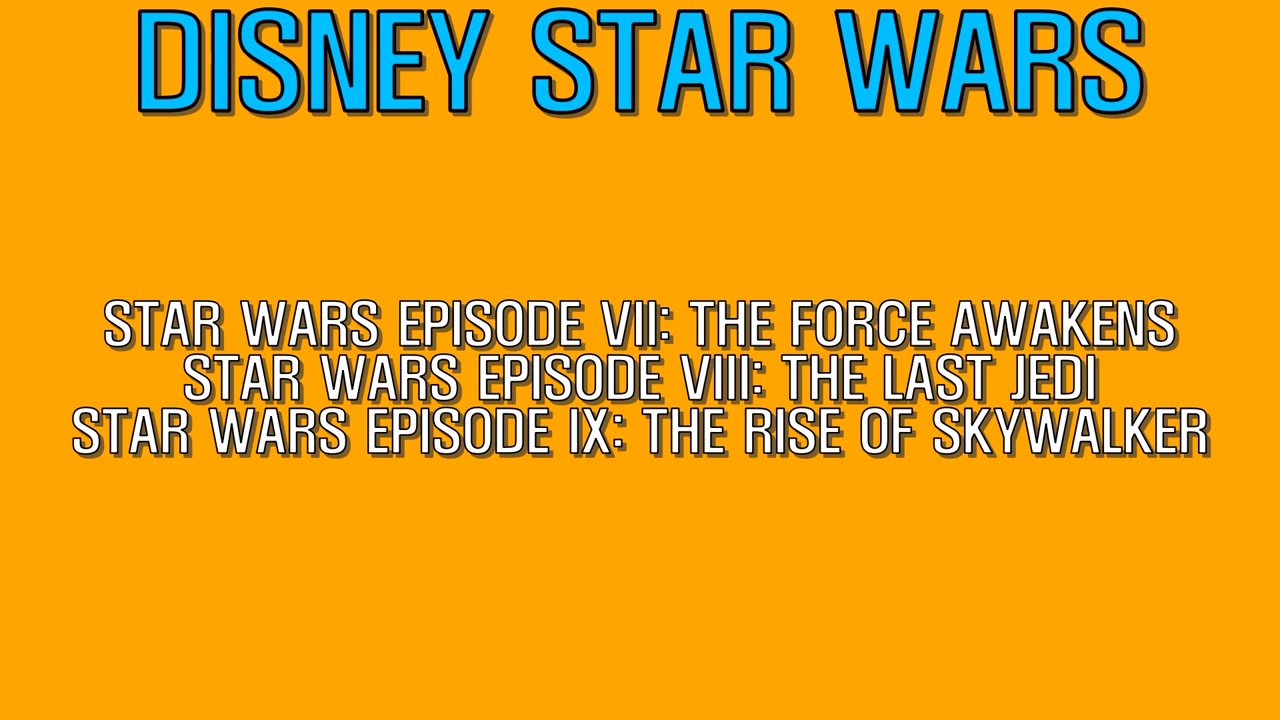 DISNEY STAR WARS
STAR WARS EPISODE VII: THE FORCE AWAKENS
STAR WARS EPISODE VIII: THE LAST JEDI
STAR WARS EPISODE IX: THE RISE OF SKYWALKER